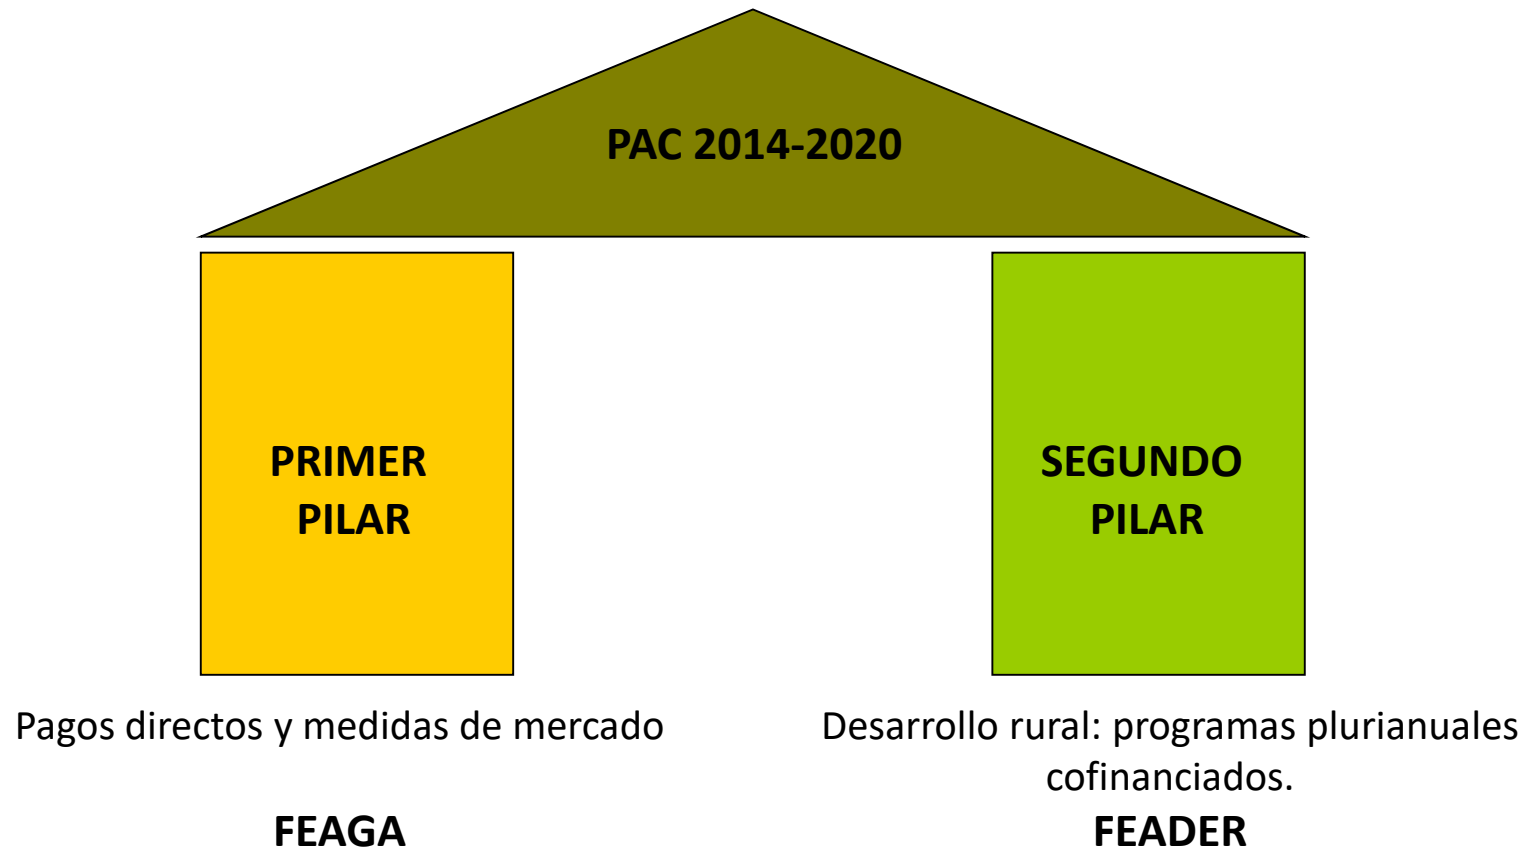 PAC 2014-2020
PRIMER
PILAR
SEGUNDO
PILAR
Pagos directos y medidas de mercado
FEAGA
Desarrollo rural: programas plurianuales
cofinanciados.
FEADER